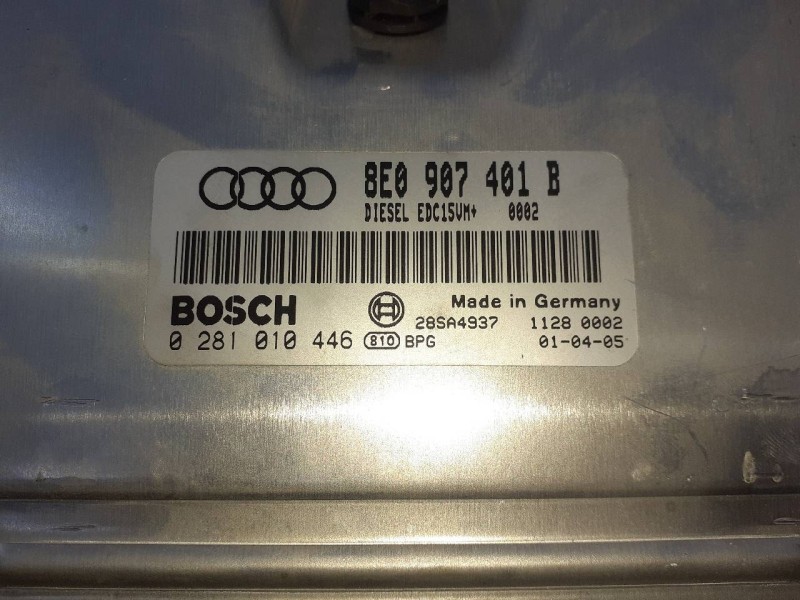 8E0 907 401 B
DIESEL EDC15VM+ 0002
BOSCH
Made in Germany
28SA4937 1128 0002
0 281 010 446 810 BPG 01-04-05